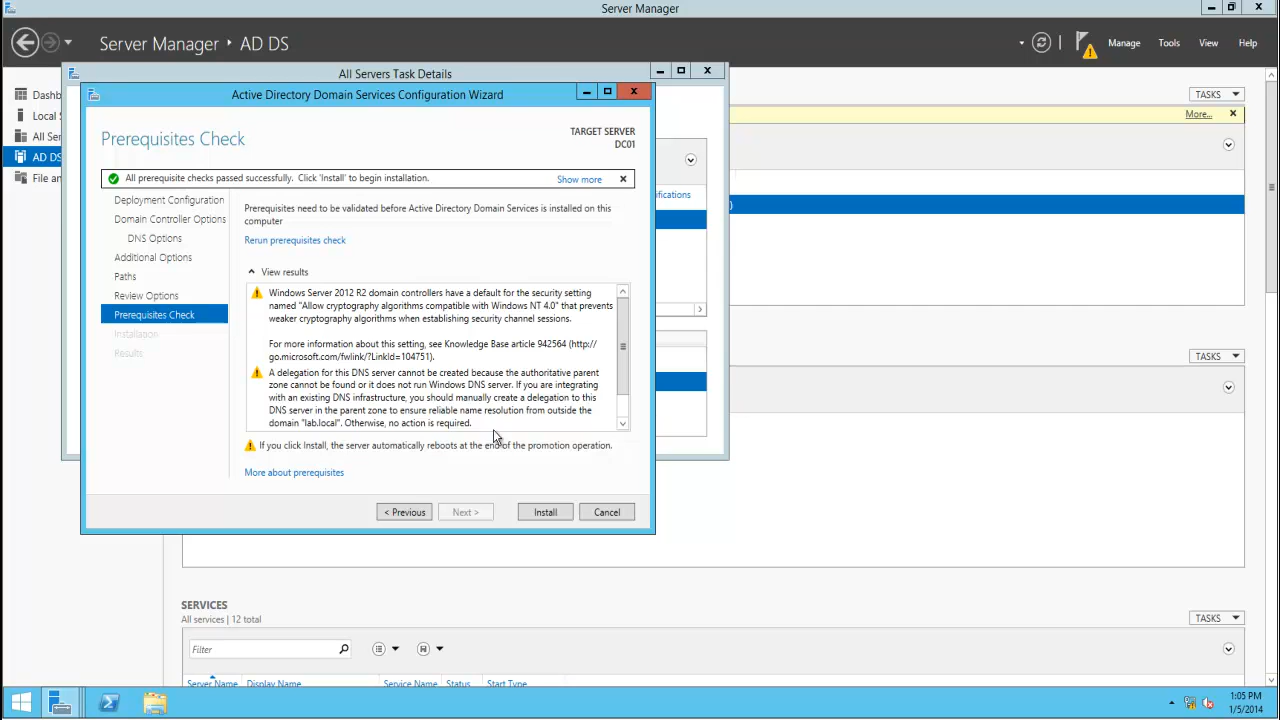 Server Manager
Server Manager • AD DS
Manage Tools View Help
Dashb
Local S
All Ser
AD DS
File an
All Servers Task Details
TASKS
More...
ifications
Active Directory Domain Services Configuration Wizard
Prerequisites Check
TARGET SERVER
DC01
All prerequisite checks passed successfully. Click 'Install' to begin installation.
Show more
Deployment Configuration
Domain Controller Options
DNS Options
Additional Options
Paths
Review Options
Prerequisites Check
Installation
Results
Prerequisites need to be validated before Active Directory Domain Services is installed on this
computer
Rerun prerequisites check
View results
Windows Server 2012 R2 domain controllers have a default for the security setting
named "Allow cryptography algorithms compatible with Windows NT 4.0" that prevents
weaker cryptography algorithms when establishing security channel sessions.
For more information about this setting, see Knowledge Base article 942564 (http://
go.microsoft.com/fwlink/?LinkId=104751).
A delegation for this DNS server cannot be created because the authoritative parent
zone cannot be found or it does not run Windows DNS server. If you are integrating
with an existing DNS infrastructure, you should manually create a delegation to this
DNS server in the parent zone to ensure reliable name resolution from outside the
domain "lab.local". Otherwise, no action is required.
If you click Install, the server automatically reboots at the end of the promotion operation.
More about prerequisites
< Previous
Next >
Install
Cancel
TASKS
SERVICES
All services | 12 total
TASKS
Filter
Server Name Display Name Service Name Status Start Type
1:05 PM
1/5/2014